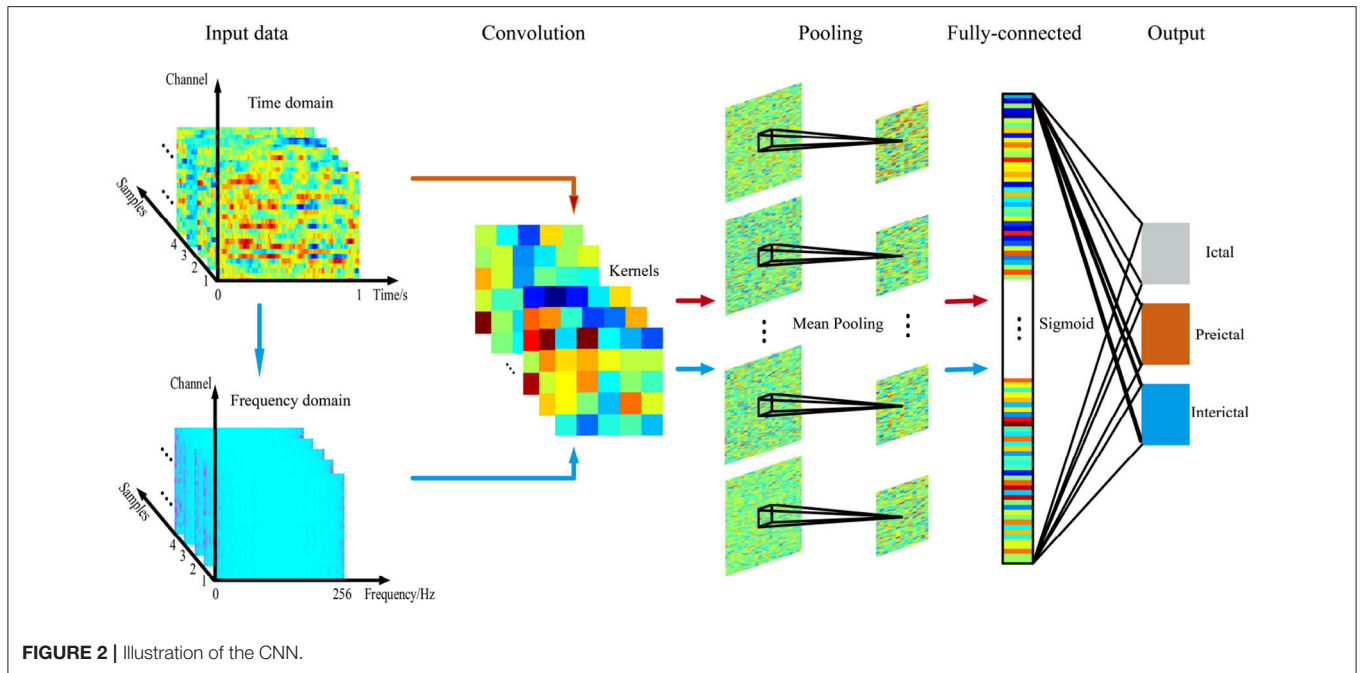 Input data
Convolution
Pooling
Fully-connected
Output
Channel
Time domain
Samples
4
3
2
1
0
1
Time/s
Kernels
Mean Pooling
Sigmoid
Ictal
Preictal
Interictal
Channel
Frequency domain
Samples
4
3
2
1
0
256
Frequency/Hz
FIGURE 2 | Illustration of the CNN.